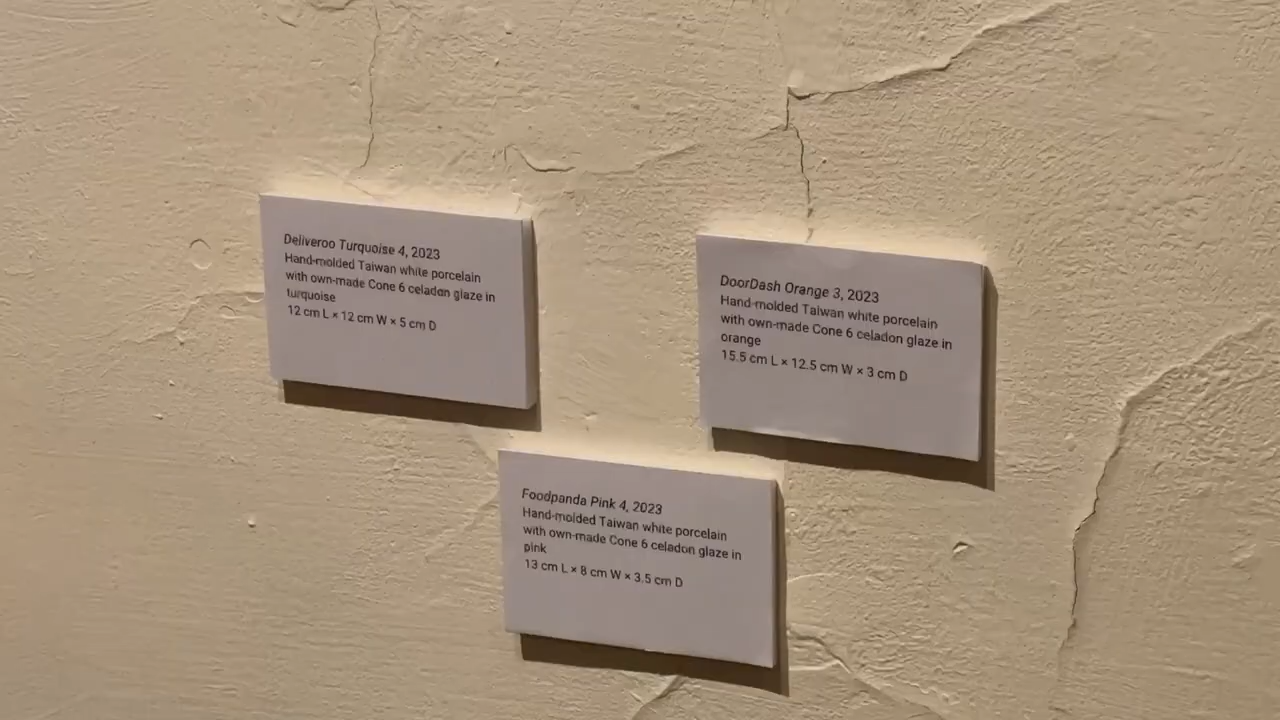 Deliveroo Turquoise 4, 2023
Hand-molded Taiwan white porcelain
with own-made Cone 6 celadon glaze in
turquoise
12 cm L × 12 cm W × 5 cm D
DoorDash Orange 3, 2023
Hand-molded Taiwan white porcelain
with own-made Cone 6 celadon glaze in
orange
15.5 cm L × 12.5 cm W × 3 cm D
Foodpanda Pink 4, 2023
Hand-molded Taiwan white porcelain
with own-made Cone 6 celadon glaze in
pink
13 cm L × 8 cm W × 3.5 cm D